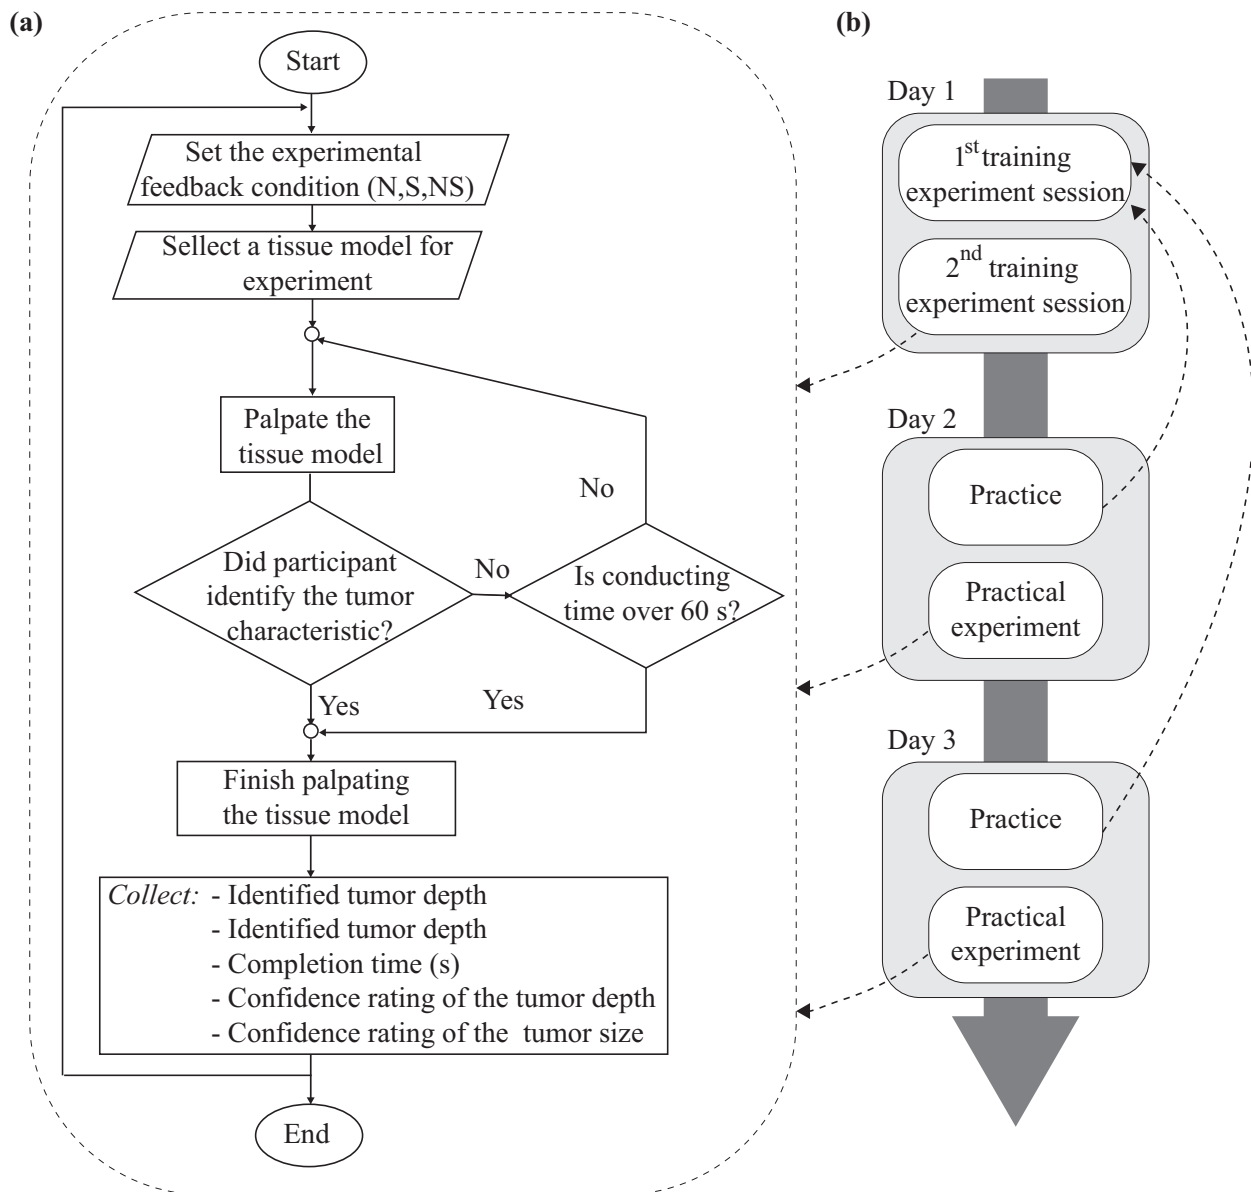 (a)
Start
Set the experimental
feedback condition (N,S,NS)
Sellect a tissue model for
experiment
Palpate the
tissue model
No
Did participant
identify the tumor
characteristic?
No
Is conducting
time over 60 s?
Yes
Yes
Finish palpating
the tissue model
Collect: - Identified tumor depth
- Identified tumor depth
- Completion time (s)
- Confidence rating of the tumor depth
- Confidence rating of the tumor size
End
(b)
Day 1
1st training
experiment session
2nd training
experiment session
Day 2
Practice
Practical
experiment
Day 3
Practice
Practical
experiment